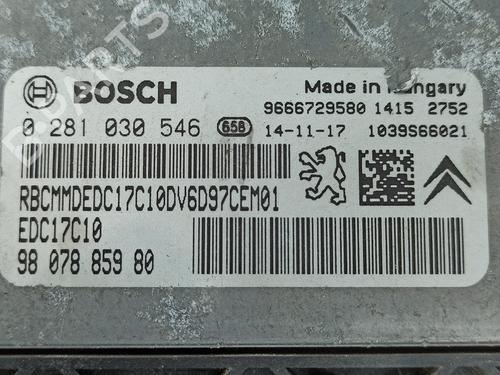 BOSCH
Made in Hungary
9666729580 1415 2752
0 281 030 546 658 14-11-17 1039S66021
RBCMMDEDC17C10DV6D97CEM01
EDC17C10
98 078 859 80